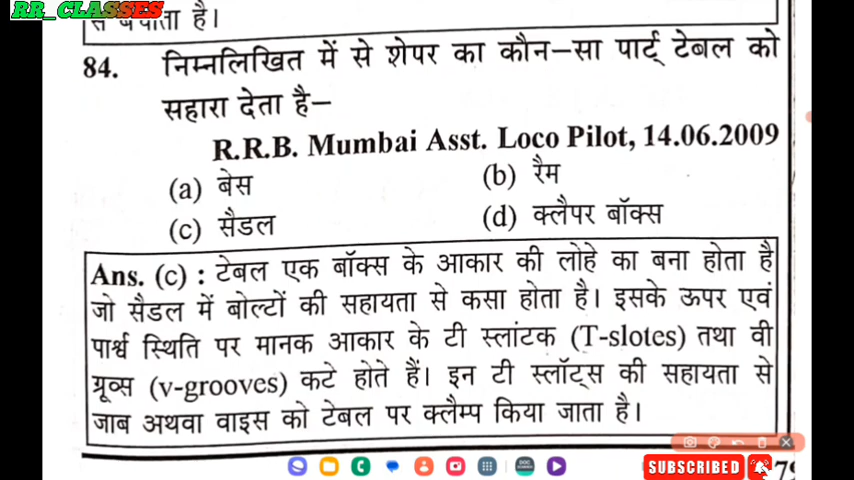 RR_CLASSES
से बचाता है।
84. निम्नलिखित में से शेपर का कौन-सा पार्ट् टेबल को
सहारा देता है-
R.R.B. Mumbai Asst. Loco Pilot, 14.06.2009
(a) बेस (b) रैम
(c) सैडल (d) क्लैपर बॉक्स
Ans. (c) : टेबल एक बॉक्स के आकार की लोहे का बना होता है
जो सैडल में बोल्टों की सहायता से कसा होता है। इसके ऊपर एवं
पार्श्व स्थिति पर मानक आकार के टी स्लांटक (T-slotes) तथा वी
ग्रूव्स (v-grooves) कटे होते हैं। इन टी स्लॉट्स की सहायता से
जाब अथवा वाइस को टेबल पर क्लैम्प किया जाता है।
SUBSCRIBED